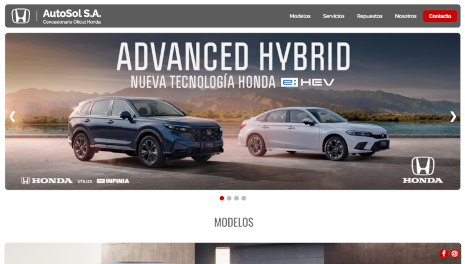 AutoSol S.A.
Concesionario Oficial Honda
Modelos Servicios Repuestos Nosotros Contacto
ADVANCED HYBRID
NUEVA TECNOLOGÍA HONDA e:HEV
HONDA UTILIZA INFINIA
HONDA
MODELOS